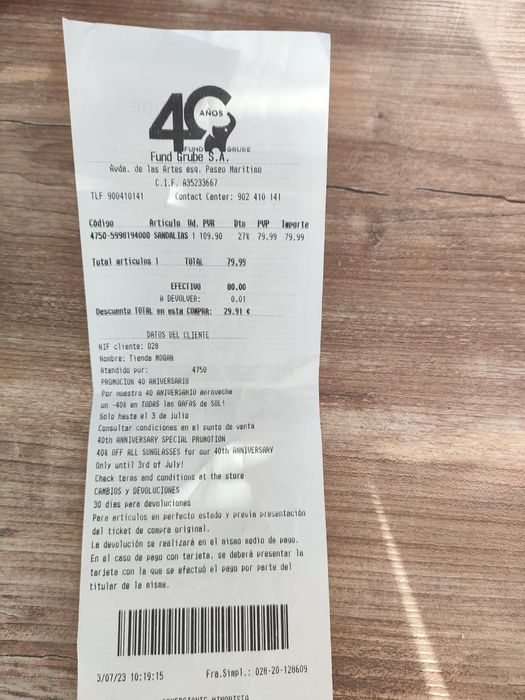 40
AÑOS
FUND GRUBE
Fund Grube S.A.
Avda. de las Artes esq. Paseo Maritimo
C.I.F. A35233667
TLF 900410141 Contact Center: 902 410 141
Código Artículo Ud. PVR Dto PVP Importe
4750-5998194000 SANDALIAS 1 109.90 27% 79,99 79.99
Total artículos 1 TOTAL 79.99
EFECTIVO 80.00
A DEVOLVER: 0.01
Descuento TOTAL en esta COMPRA: 29.91 €
DATOS DEL CLIENTE
NIF cliente: 028
Nombre: Tienda MOGAN
Atendido por: 4750
PROMOCION 40 ANIVERSARIO
Por nuestro 40 ANIVERSARIO aprovecha
un -40% en TODAS las GAFAS de SOL!
Solo hasta el 3 de julio
Consultar condiciones en el punto de venta
40th ANNIVERSARY SPECIAL PROMOTION
40% OFF ALL SUNGLASSES for our 40th ANNIVERSARY
Only until 3rd of July!
Check terms and conditions at the store
CAMBIOS y DEVOLUCIONES
30 días para devoluciones
Para artículos en perfecto estado y previa presentación
del ticket de compra original.
La devolución se realizará en el mismo medio de pago.
En el caso de pago con tarjeta, se deberá presentar la
tarjeta con la que se efectuó el pago por parte del
titular de la misma.
3/07/23 10:19:15 Fra.Simpl.: 028-20-128609
COMERCIANTE MINORISTA